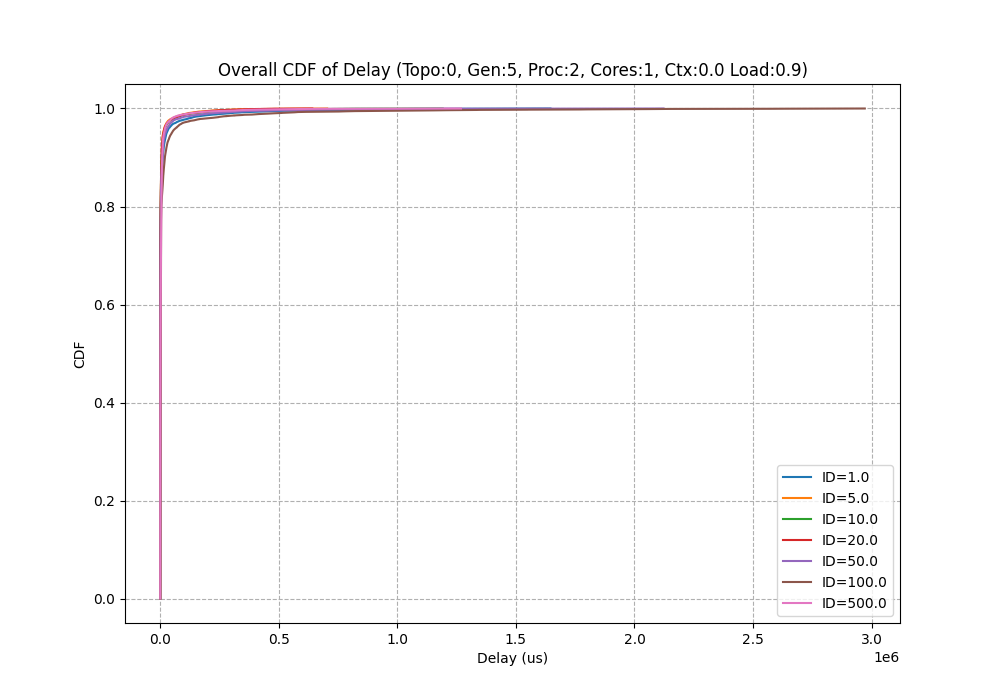 Overall CDF of Delay (Topo:0, Gen:5, Proc:2, Cores:1, Ctx:0.0 Load:0.9)
1.0
0.8
0.6
0.4
0.2
0.0
CDF
ID=1.0
ID=5.0
ID=10.0
ID=20.0
ID=50.0
ID=100.0
ID=500.0
0.0 0.5 1.0 1.5 2.0 2.5 3.0
1e6
Delay (us)